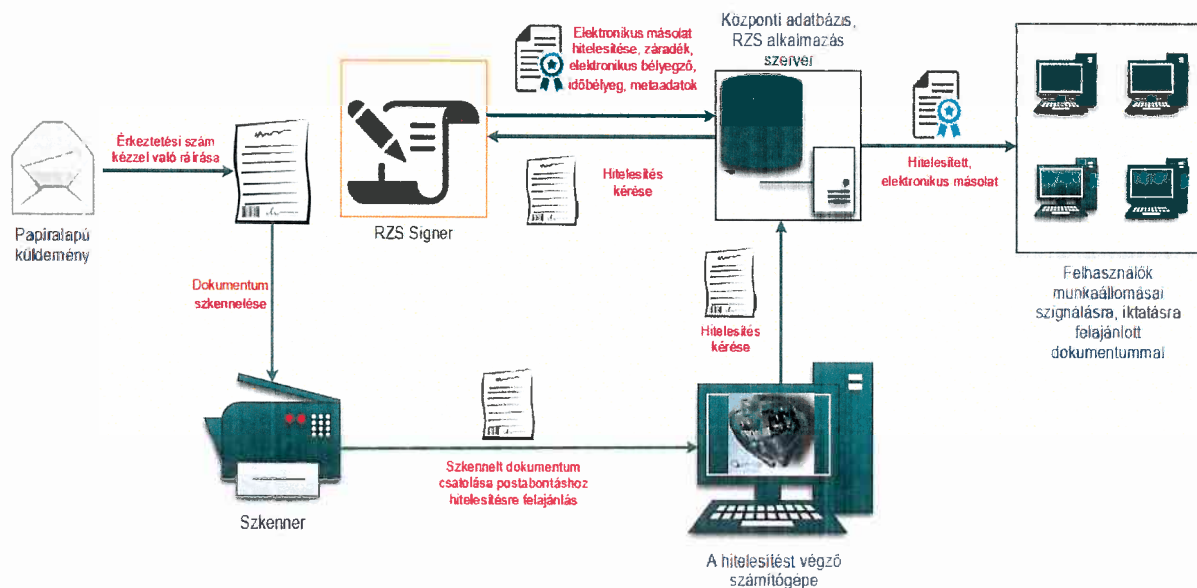 Elektronikus másolat
hitelesítése, záradék,
elektronikus bélyegző,
időbélyeg, metaadatok
Központi adatbázis,
RZS alkalmazás
szerver
Érkeztetési szám
kézzel való ráírása
Papíralapú
küldemény
RZS Signer
Hitelesítés
kérése
Hitelesített,
elektronikus másolat
Dokumentum
szkennelése
Felhasználók
munkaállomásai
szignálásra, iktatásra
felajánlott
dokumentummal
Hitelesítés
kérése
Szkennelt dokumentum
csatolása postabontáshoz
hitelesítésre felajánlás
Szkenner
A hitelesítést végző
számítógépe